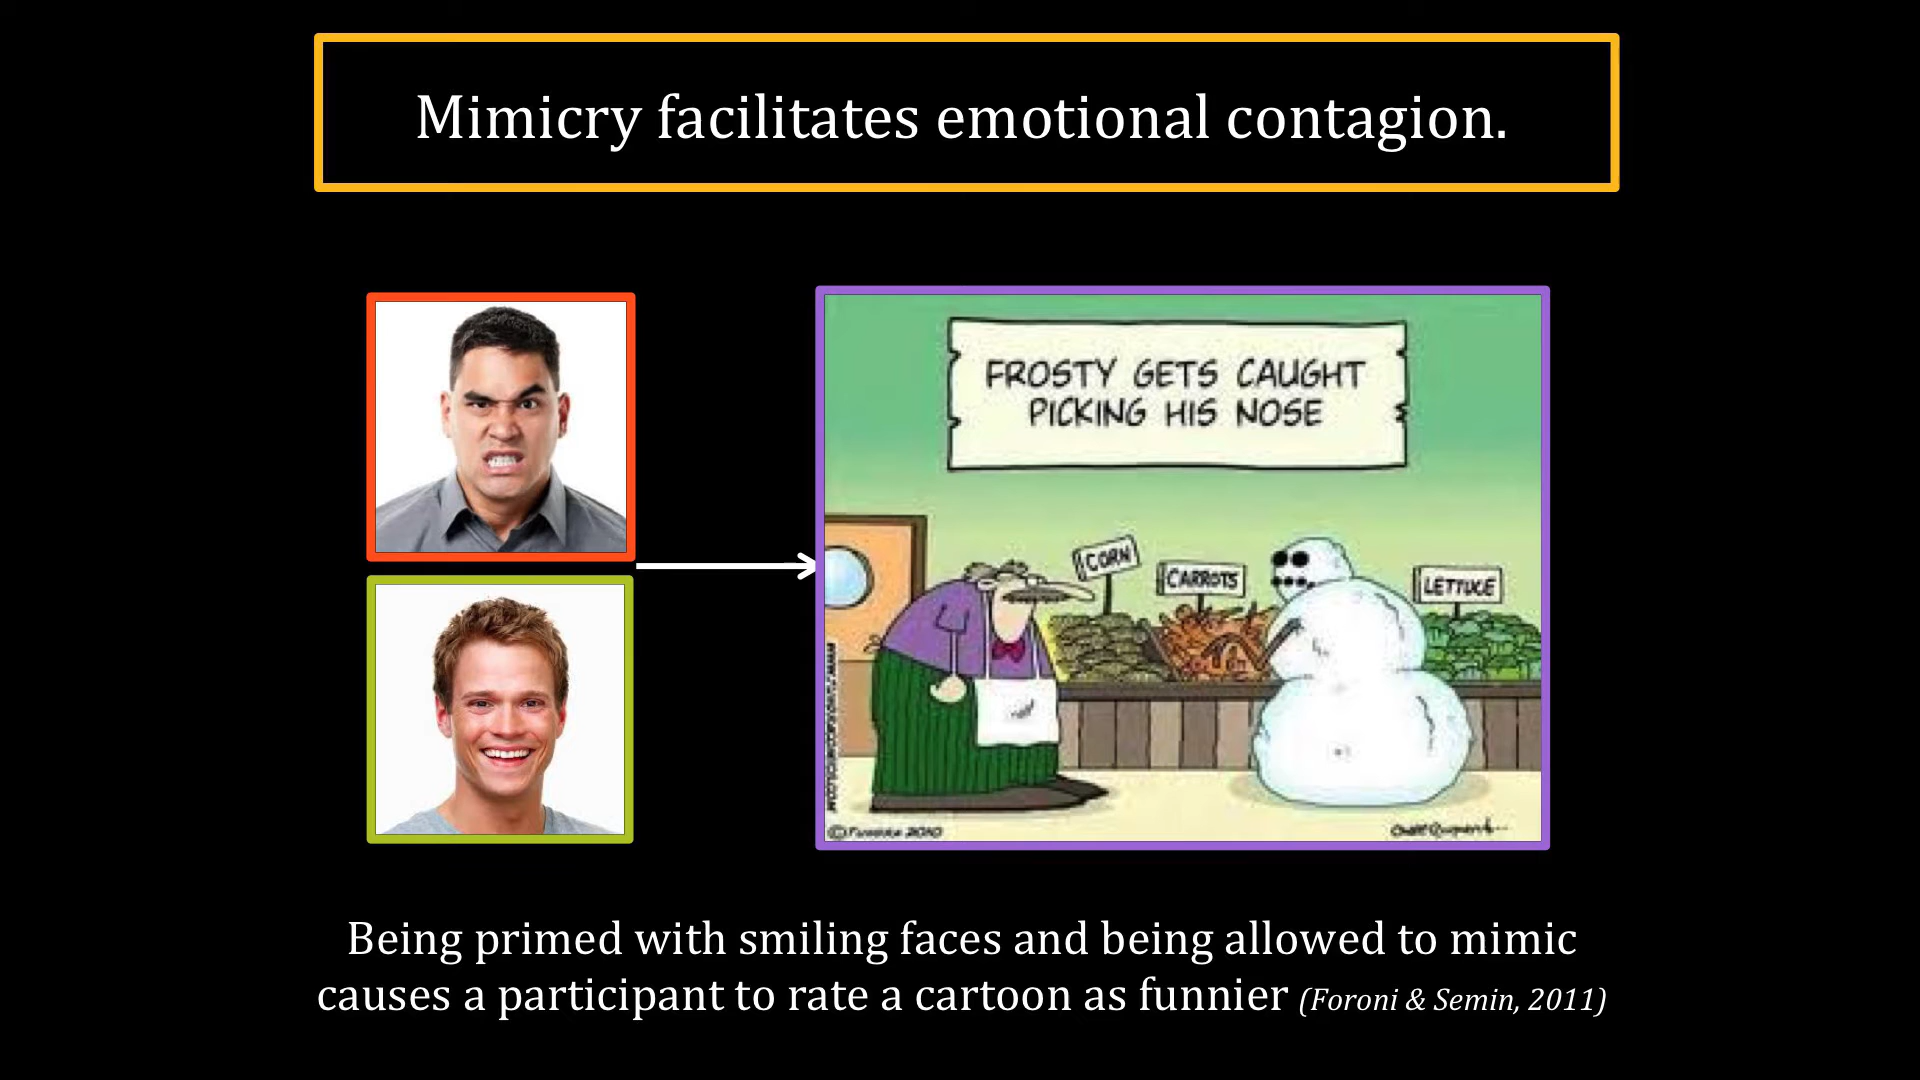 Mimicry facilitates emotional contagion.
FROSTY GETS CAUGHT
PICKING HIS NOSE
CORN
CARROTS
LETTUCE
2010
Being primed with smiling faces and being allowed to mimic
causes a participant to rate a cartoon as funnier (Foroni & Semin, 2011)